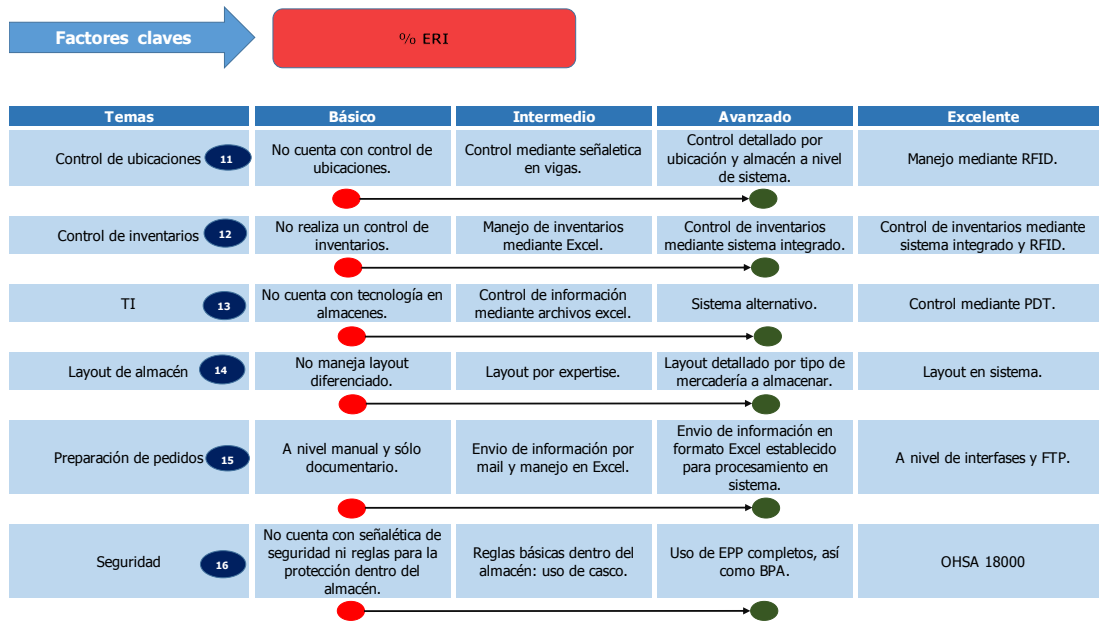 Factores claves
% ERI
Temas
Básico
Intermedio
Avanzado
Excelente
Control de ubicaciones
11
No cuenta con control de
ubicaciones.
Control mediante señaletica
en vigas.
Control detallado por
ubicación y almacén a nivel
de sistema.
Manejo mediante RFID.
Control de inventarios
12
No realiza un control de
inventarios.
Manejo de inventarios
mediante Excel.
Control de inventarios
mediante sistema integrado.
Control de inventarios mediante
sistema integrado y RFID.
TI
13
No cuenta con tecnología en
almacenes.
Control de información
mediante archivos excel.
Sistema alternativo.
Control mediante PDT.
Layout de almacén
14
No maneja layout
diferenciado.
Layout por expertise.
Layout detallado por tipo de
mercadería a almacenar.
Layout en sistema.
Preparación de pedidos
15
A nivel manual y sólo
documentario.
Envio de información por
mail y manejo en Excel.
Envio de información en
formato Excel establecido
para procesamiento en
sistema.
A nivel de interfases y FTP.
Seguridad
16
No cuenta con señalética de
seguridad ni reglas para la
protección dentro del
almacén.
Reglas básicas dentro del
almacén: uso de casco.
Uso de EPP completos, así
como BPA.
OHSA 18000